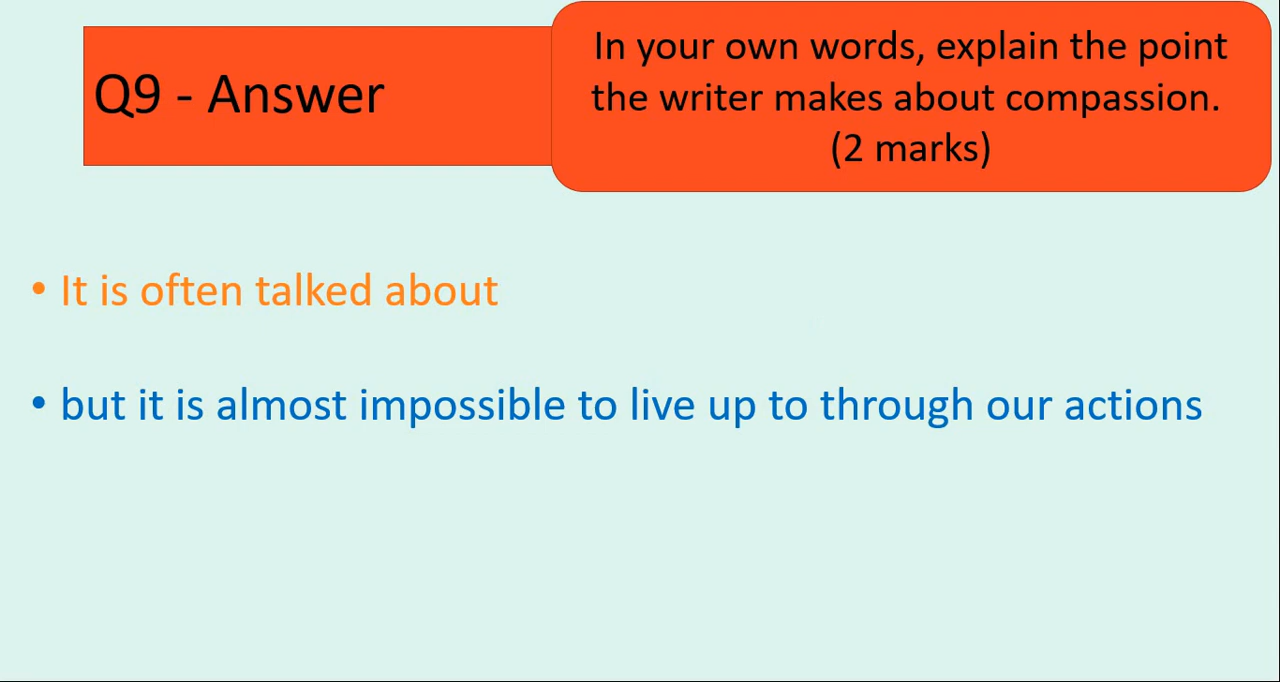 Q9 - Answer
In your own words, explain the point
the writer makes about compassion.
(2 marks)
• It is often talked about
• but it is almost impossible to live up to through our actions